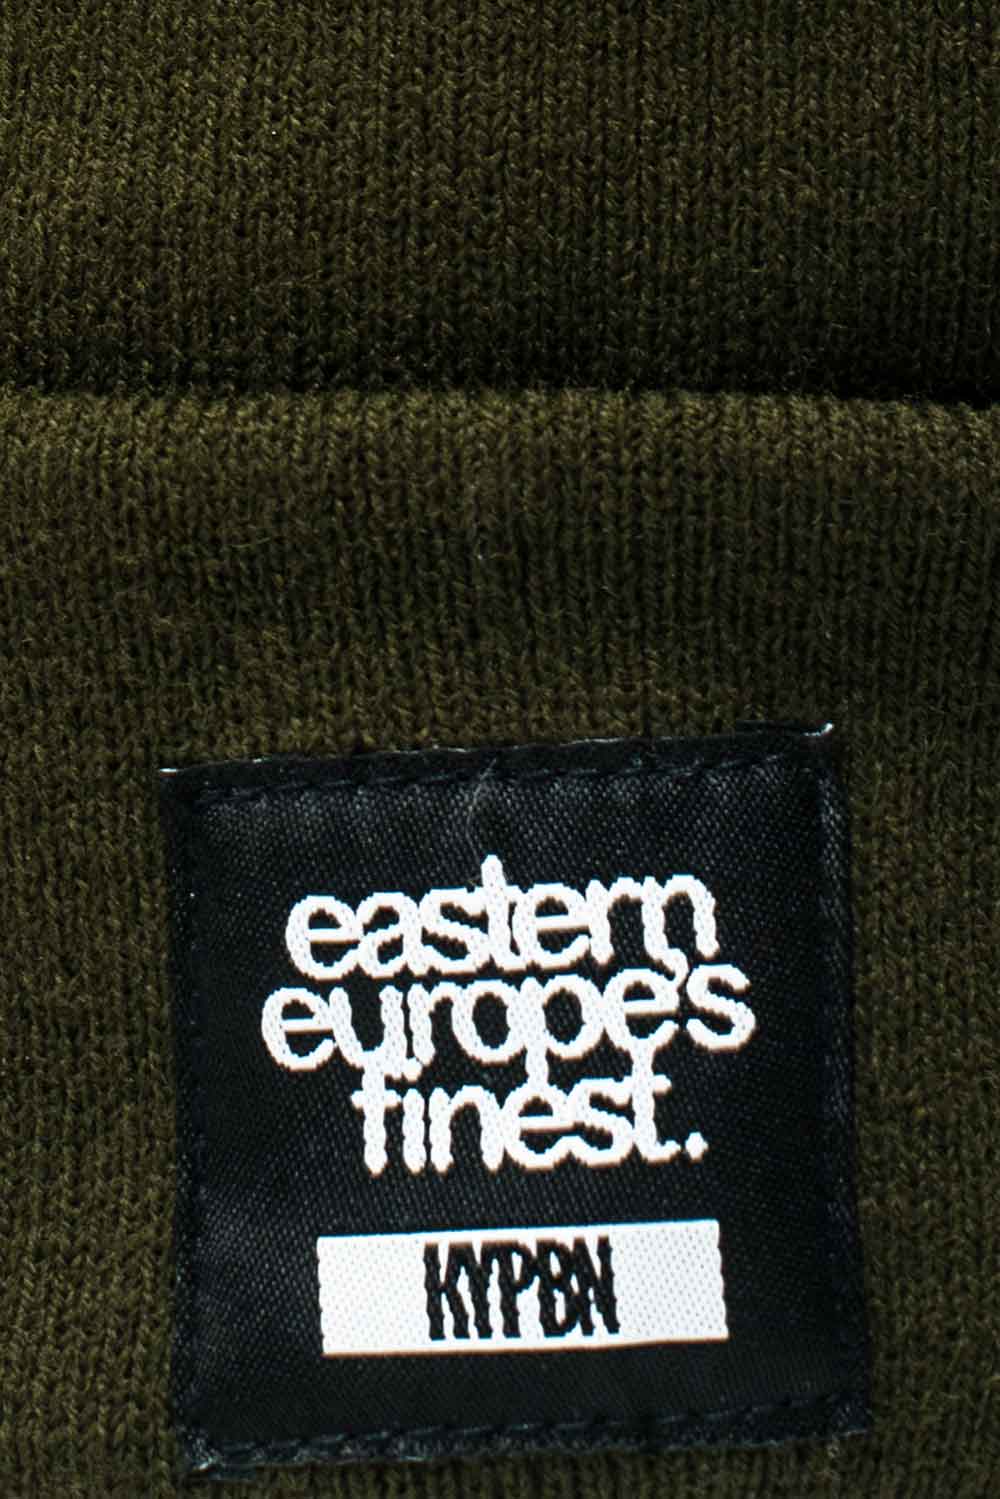 eastern
europe's
finest.
KYPBN